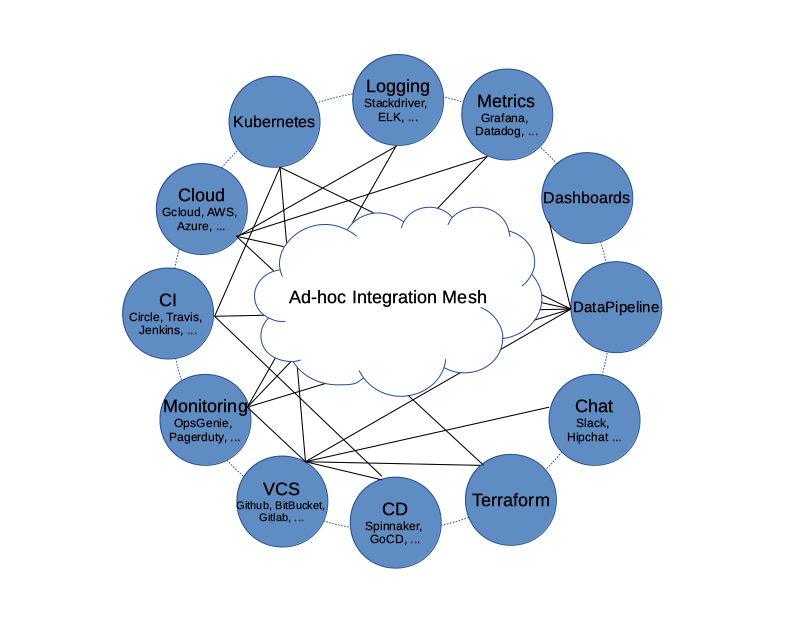 Logging
Stackdriver,
ELK, ...
Metrics
Grafana,
Datadog, ...
Kubernetes
Dashboards
Cloud
Gcloud, AWS,
Azure, ...
Ad-hoc Integration Mesh
CI
Circle, Travis,
Jenkins, ...
DataPipeline
Monitoring
OpsGenie,
Pagerduty, ...
Chat
Slack,
Hipchat ...
VCS
Github, BitBucket,
Gitlab, ...
CD
Spinnaker,
GoCD, ...
Terraform